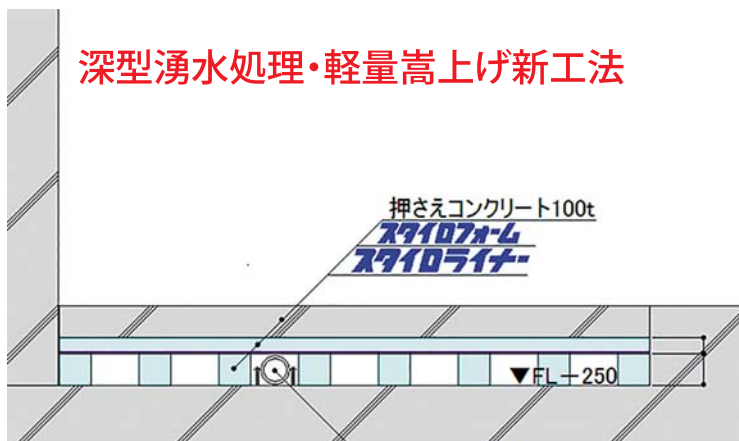 深型湧水処理・軽量嵩上げ新工法
押さえコンクリート100t
スタイロフォーム
スタイロライナー
▼FL－250